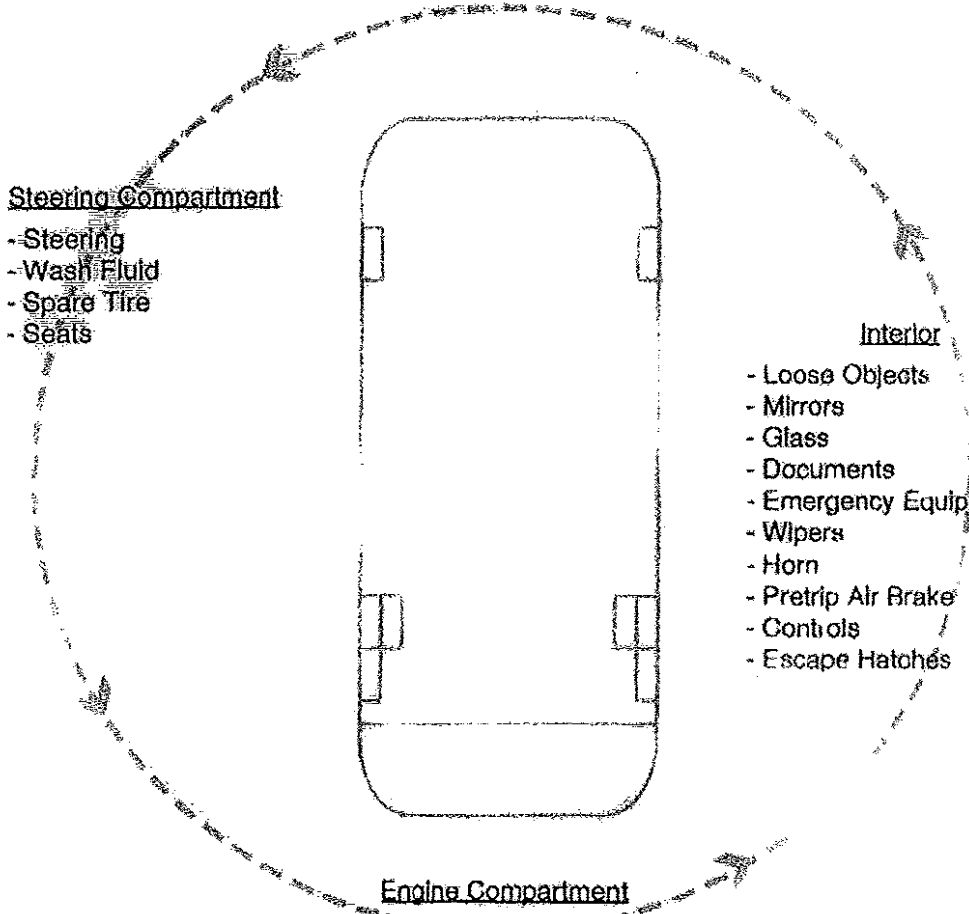 Steering Compartment
- Steering
- Wash Fluid
- Spare Tire
- Seats
Interior
- Loose Objects
- Mirrors
- Glass
- Documents
- Emergency Equip
- Wipers
- Horn
- Pretrip Air Brake
- Controls
- Escape Hatches
Engine Compartment